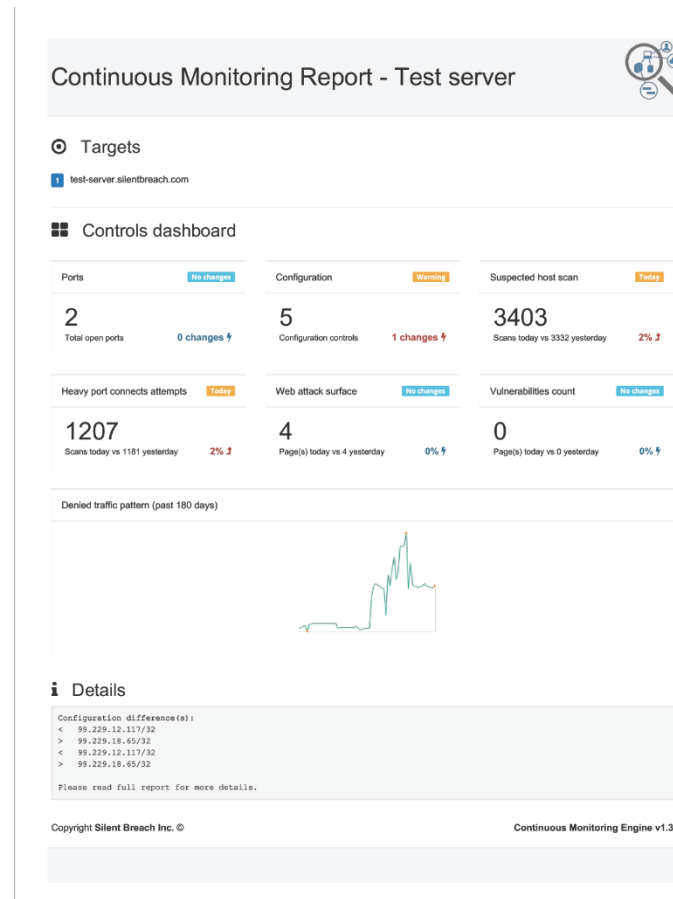 Continuous Monitoring Report - Test server
Targets
1 test-server.silentbreach.com
Controls dashboard
Ports No changes
2
Total open ports 0 changes
Configuration Warning
5
Configuration controls 1 changes
Suspected host scan Today
3403
Scans today vs 3332 yesterday 2%
Heavy port connects attempts Today
1207
Scans today vs 1181 yesterday 2%
Web attack surface No changes
4
Page(s) today vs 4 yesterday 0%
Vulnerabilities count No changes
0
Page(s) today vs 0 yesterday 0%
Denied traffic pattern (past 180 days)
Details
Configuration difference(s):
< 99.229.12.117/32
> 99.229.18.65/32
< 99.229.12.117/32
> 99.229.18.65/32
Please read full report for more details.
Copyright Silent Breach Inc. © Continuous Monitoring Engine v1.3